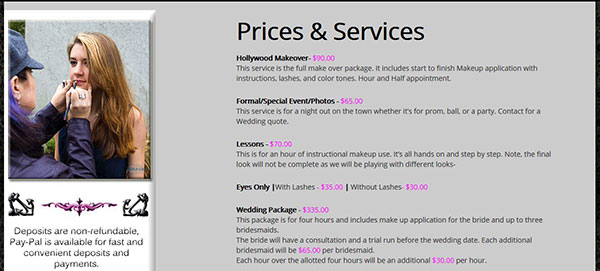 Prices & Services
Hollywood Makeover- $90.00
This service is the full make over package. It includes start to finish Makeup application with
instructions, lashes, and color tones. Hour and Half appointment.
Formal/Special Event/Photos - $65.00
This service is for a night out on the town whether it's for prom, ball, or a party. Contact for a
Wedding quote.
Lessons - $70.00
This is for an hour of instructional makeup use. It's all hands on and step by step. Note, the final
look will not be complete as we will be playing with different looks-
Eyes Only |With Lashes - $35.00 | Without Lashes- $30.00
Wedding Package - $335.00
This package is for four hours and includes make up application for the bride and up to three
bridesmaids.
The bride will have a consultation and a trial run before the wedding date. Each additional
bridesmaid will be $65.00 per bridesmaid.
Each hour over the allotted four hours will be an additional $30.00 per hour.
Deposits are non-refundable,
Pay-Pal is available for fast and
convenient deposits and
payments.